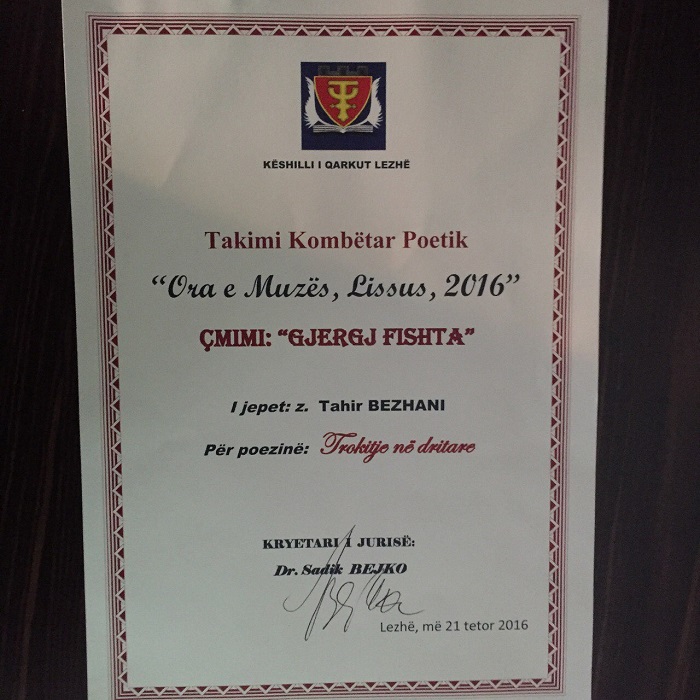 KËSHILLI I QARKUT LEZHË
Takimi Kombëtar Poetik
“Ora e Muzës, Lissus, 2016”
ÇMIMI: “GJERGJ FISHTA”
I jepet: z. Tahir BEZHANI
Për poezinë: Trokitje në dritare
KRYETARI I JURISË:
Dr. Sadik BEJKO
Lezhë, më 21 tetor 2016